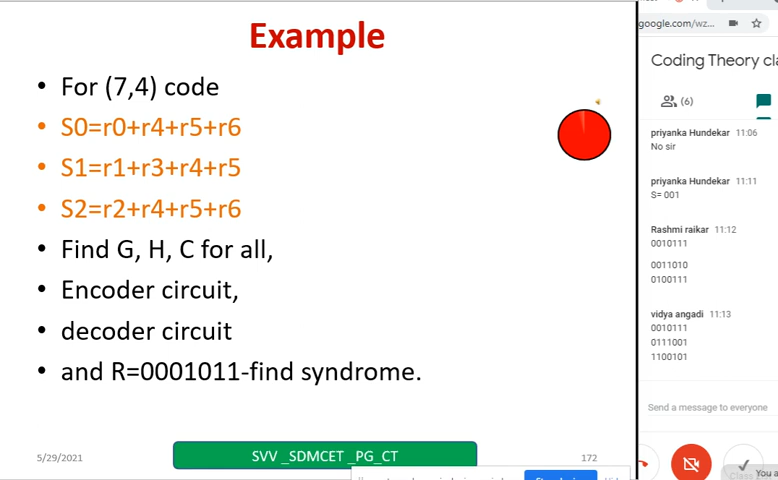 Example
• For (7,4) code
• S0=r0+r4+r5+r6
• S1=r1+r3+r4+r5
• S2=r2+r4+r5+r6
• Find G, H, C for all,
• Encoder circuit,
• decoder circuit
• and R=0001011-find syndrome.
5/29/2021
SVV _SDMCET _PG_CT
172
google.com/wz...
Coding Theory cla
(6)
priyanka Hundekar 11:06
No sir
priyanka Hundekar 11:11
S= 001
Rashmi raikar 11:12
0010111
0011010
0100111
vidya angadi 11:13
0010111
0111001
1100101
Send a message to everyone
You a